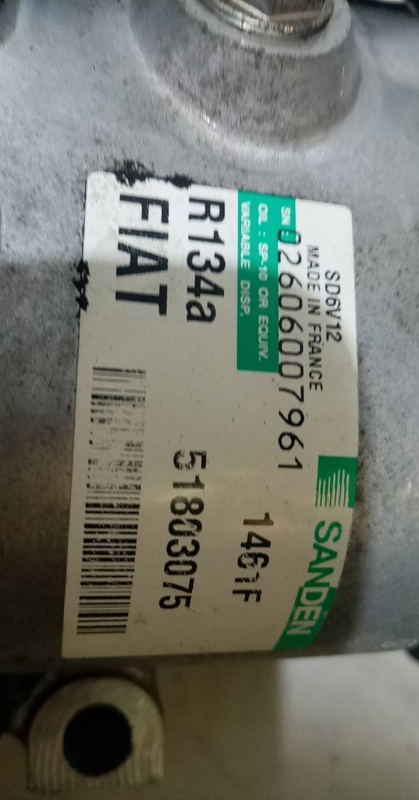 SD6V12
MADE IN FRANCE
SANDEN
SN: 02606007961
OIL : SP-10 OR EQUIV.
VARIABLE DISP.
1461F
R134a
51803075
FIAT